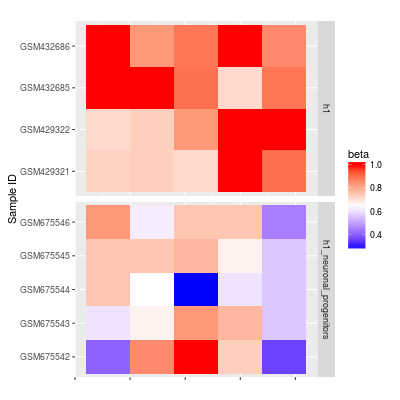 Sample ID
GSM432686
GSM432685
GSM429322
GSM429321
h1
GSM675546
GSM675545
GSM675544
GSM675543
GSM675542
h1_neuronal_progenitors
beta
1.0
0.8
0.6
0.4